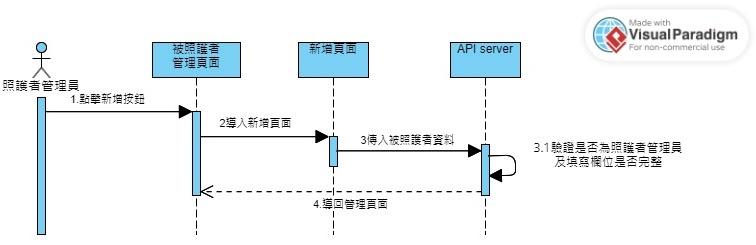 Made with
Visual Paradigm
For non-commercial use
被照護者
管理頁面
新增頁面
API server
照護者管理員
1.點擊新增按鈕
2導入新增頁面
3傳入被照護者資料
3.1驗證是否為照護者管理員
及填寫欄位是否完整
4.導回管理頁面